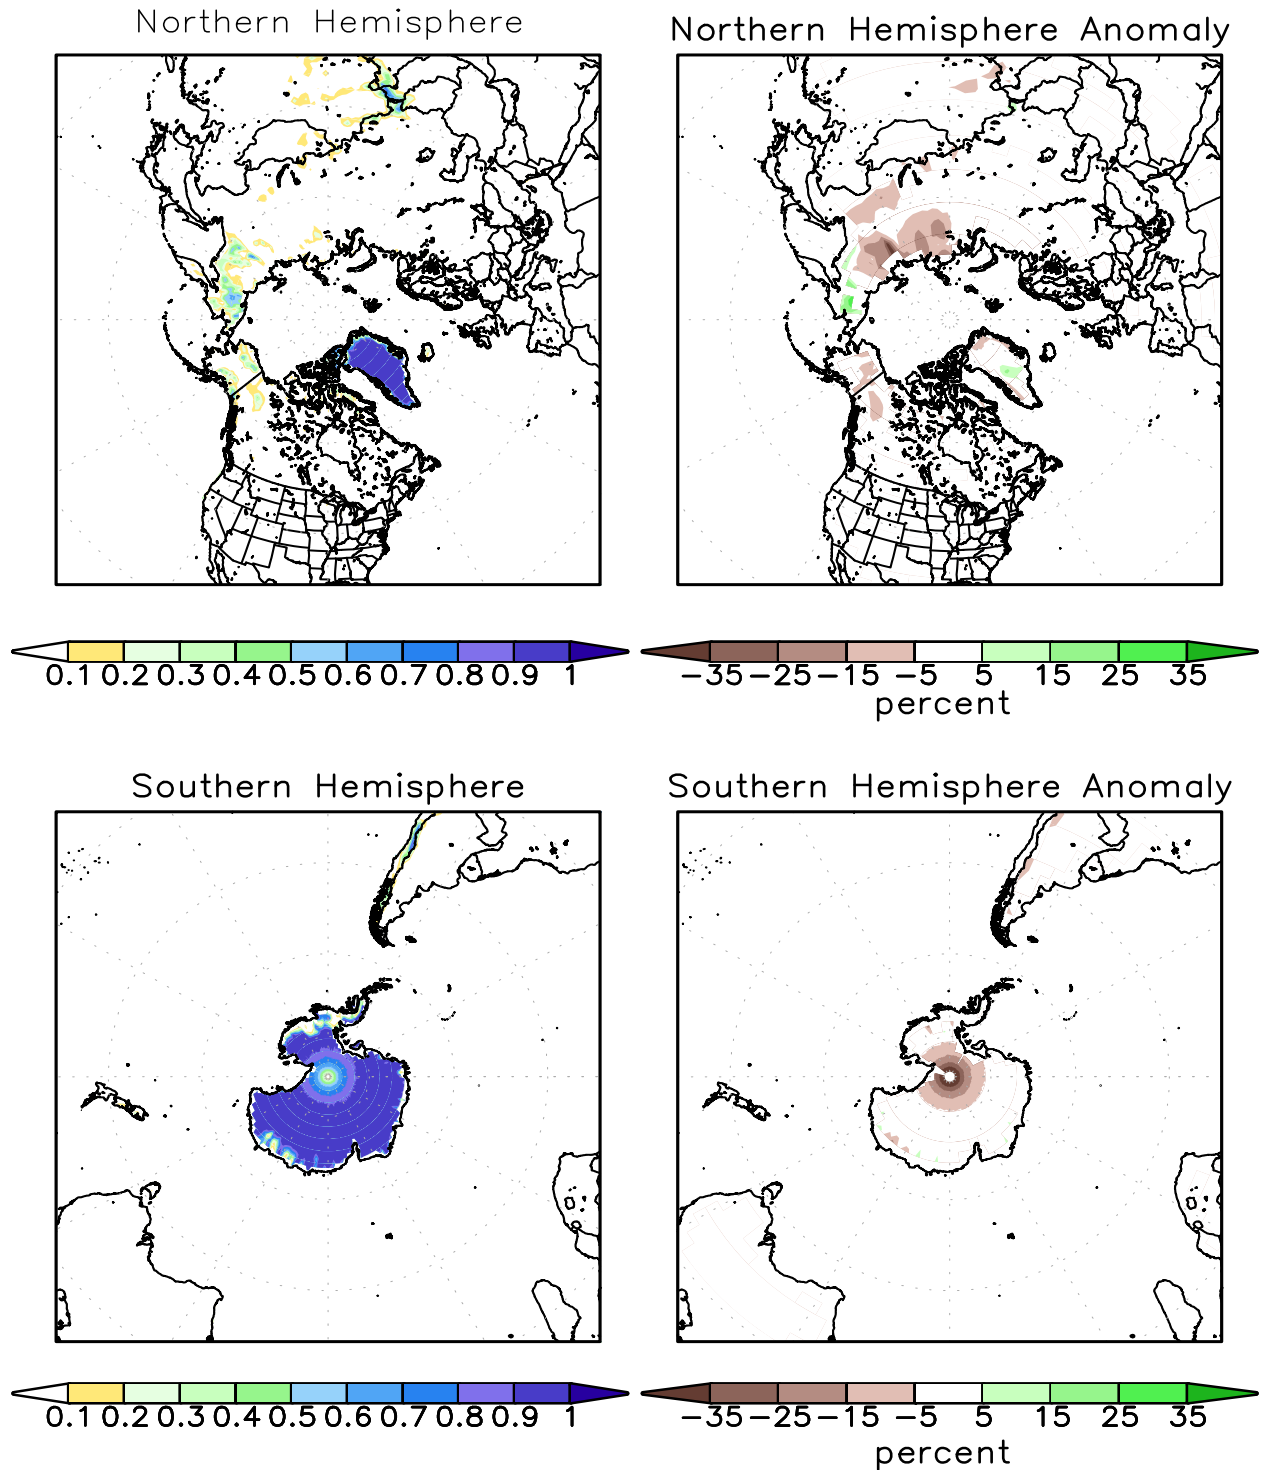 Northern Hemisphere
Northern Hemisphere Anomaly
0.1 0.2 0.3 0.4 0.5 0.6 0.7 0.8 0.9 1
-35 -25 -15 -5 5 15 25 35
percent
Southern Hemisphere
Southern Hemisphere Anomaly
0.1 0.2 0.3 0.4 0.5 0.6 0.7 0.8 0.9 1
-35 -25 -15 -5 5 15 25 35
percent